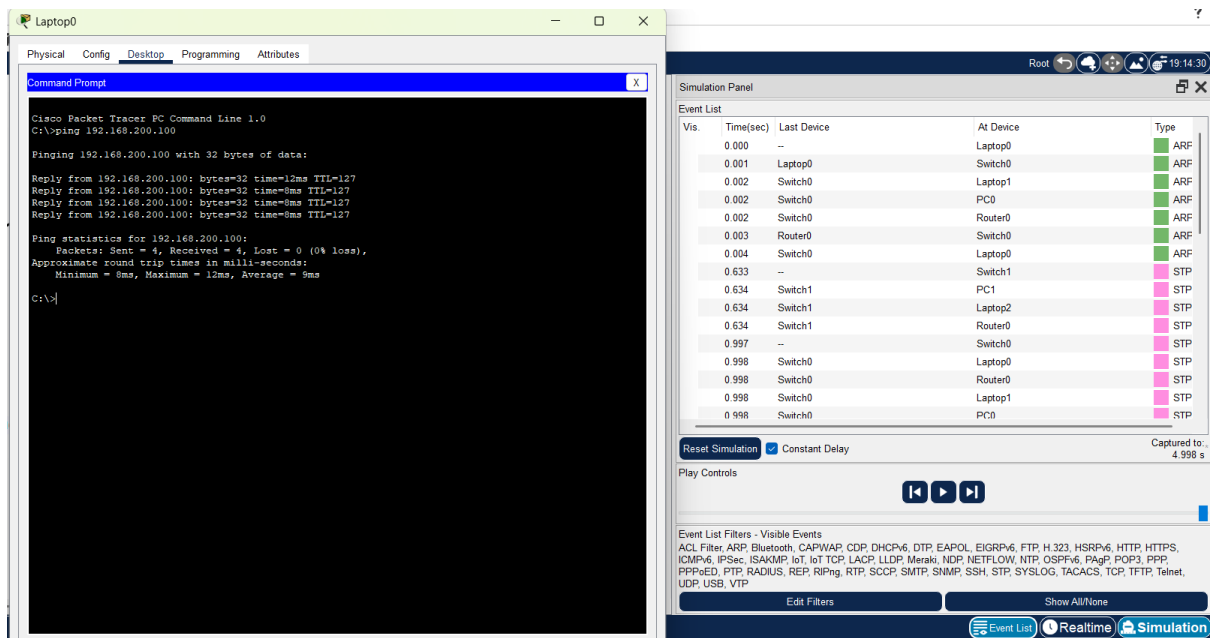 Laptop0
?
Physical Config Desktop Programming Attributes
Command Prompt
X
Cisco Packet Tracer PC Command Line 1.0
C:\>ping 192.168.200.100
Pinging 192.168.200.100 with 32 bytes of data:
Reply from 192.168.200.100: bytes=32 time=12ms TTL=127
Reply from 192.168.200.100: bytes=32 time=8ms TTL=127
Reply from 192.168.200.100: bytes=32 time=8ms TTL=127
Reply from 192.168.200.100: bytes=32 time=8ms TTL=127
Ping statistics for 192.168.200.100:
Packets: Sent = 4, Received = 4, Lost = 0 (0% loss),
Approximate round trip times in milli-seconds:
Minimum = 8ms, Maximum = 12ms, Average = 9ms
C:\>
Root 19:14:30
Simulation Panel
Event List
Vis. Time(sec) Last Device At Device Type
0.000 -- Laptop0 ARP
0.001 Laptop0 Switch0 ARP
0.002 Switch0 Laptop1 ARP
0.002 Switch0 PC0 ARP
0.002 Switch0 Router0 ARP
0.003 Router0 Switch0 ARP
0.004 Switch0 Laptop0 ARP
0.633 -- Switch1 STP
0.634 Switch1 PC1 STP
0.634 Switch1 Laptop2 STP
0.634 Switch1 Router0 STP
0.997 -- Switch0 STP
0.998 Switch0 Laptop0 STP
0.998 Switch0 Router0 STP
0.998 Switch0 Laptop1 STP
0.998 Switch0 PC0 STP
Reset Simulation Constant Delay
Captured to:
4.998 s
Play Controls
Event List Filters - Visible Events
ACL Filter, ARP, Bluetooth, CAPWAP, CDP, DHCPv6, DTP, EAPOL, EIGRPv6, FTP, H.323, HSRPv6, HTTP, HTTPS,
ICMPv6, IPSec, ISAKMP, IoT, IoT TCP, LACP, LLDP, Meraki, NDP, NETFLOW, NTP, OSPFv6, PAgP, POP3, PPP,
PPPoED, PTP, RADIUS, REP, RIPng, RTP, SCCP, SMTP, SNMP, SSH, STP, SYSLOG, TACACS, TCP, TFTP, Telnet,
UDP, USB, VTP
Edit Filters Show All/None
Event List Realtime Simulation